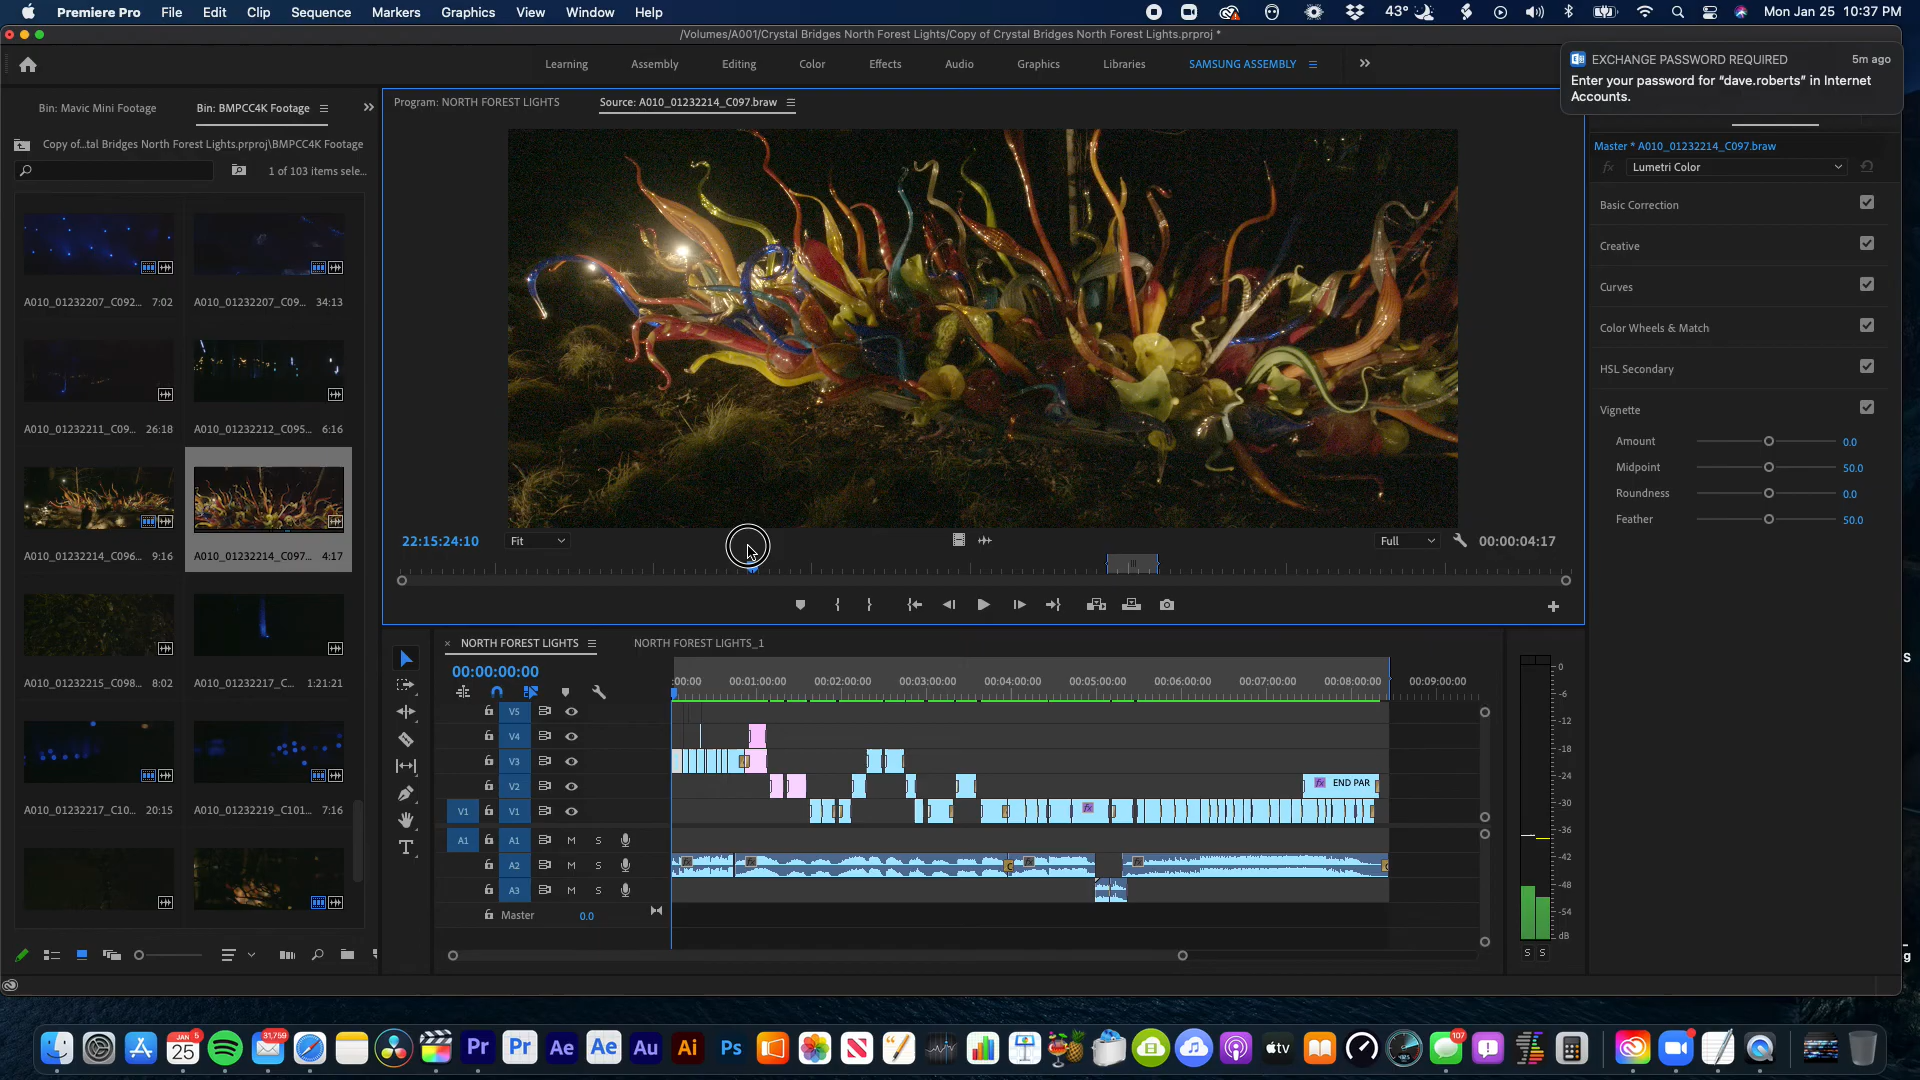 Premiere Pro File Edit Clip Sequence Markers Graphics View Window Help 43° Mon Jan 25 10:37 PM
/Volumes/A001/Crystal Bridges North Forest Lights/Copy of Crystal Bridges North Forest Lights.prproj *
Learning Assembly Editing Color Effects Audio Graphics Libraries SAMSUNG ASSEMBLY
EXCHANGE PASSWORD REQUIRED 5m ago
Enter your password for “dave.roberts” in Internet
Accounts.
Bin: Mavic Mini Footage Bin: BMPCC4K Footage
Program: NORTH FOREST LIGHTS Source: A010_01232214_C097.braw
Copy of...tal Bridges North Forest Lights.prproj\BMPCC4K Footage
1 of 103 items sele...
Master * A010_01232214_C097.braw
fx Lumetri Color
Basic Correction
Creative
Curves
Color Wheels & Match
HSL Secondary
Vignette
Amount 0.0
Midpoint 50.0
Roundness 0.0
Feather 50.0
A010_01232207_C092... 7:02 A010_01232207_C09... 34:13
A010_01232211_C09... 26:18 A010_01232212_C095... 6:16
A010_01232214_C096... 9:16 A010_01232214_C097... 4:17
A010_01232215_C098... 8:02 A010_01232217_C... 1:21:21
A010_01232217_C10... 20:15 A010_01232219_C101... 7:16
22:15:24:10 Fit Full 00:00:04:17
NORTH FOREST LIGHTS NORTH FOREST LIGHTS_1
00:00:00:00
:00:00 00:01:00:00 00:02:00:00 00:03:00:00 00:04:00:00 00:05:00:00 00:06:00:00 00:07:00:00 00:08:00:00 00:09:00:00
V5
V4
V3
V2 fx END PAR
V1 V1 fx
A1 A1 M S
A2 M S
A3 M S
Master 0.0
0
-6
-12
-18
-24
-30
-36
-42
-48
-54
dB
S S
JAN 25 5 31,759 Pr Pr Ae Ae Au Ai Ps tv 107